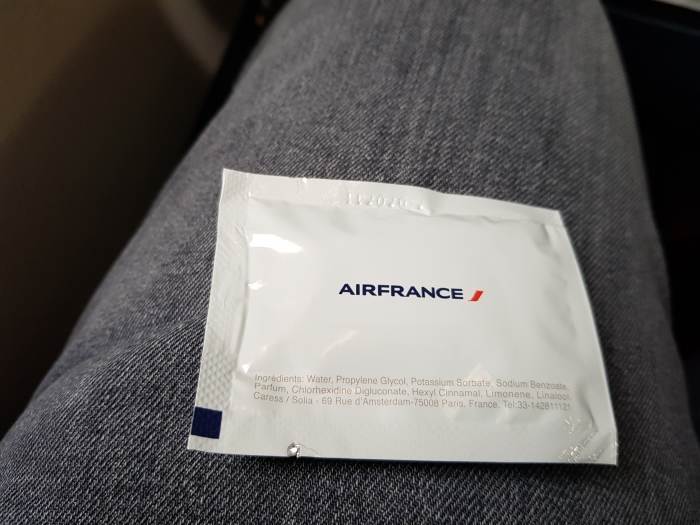 AIRFRANCE
Ingredients: Water, Propylene Glycol, Potassium Sorbate, Sodium Benzoate,
Parfum, Chlorhexidine Digluconate, Hexyl Cinnamal, Limonene, Linalool.
Caress / Solia - 69 Rue d'Amsterdam-75008 Paris. France. Tel:33-142811121